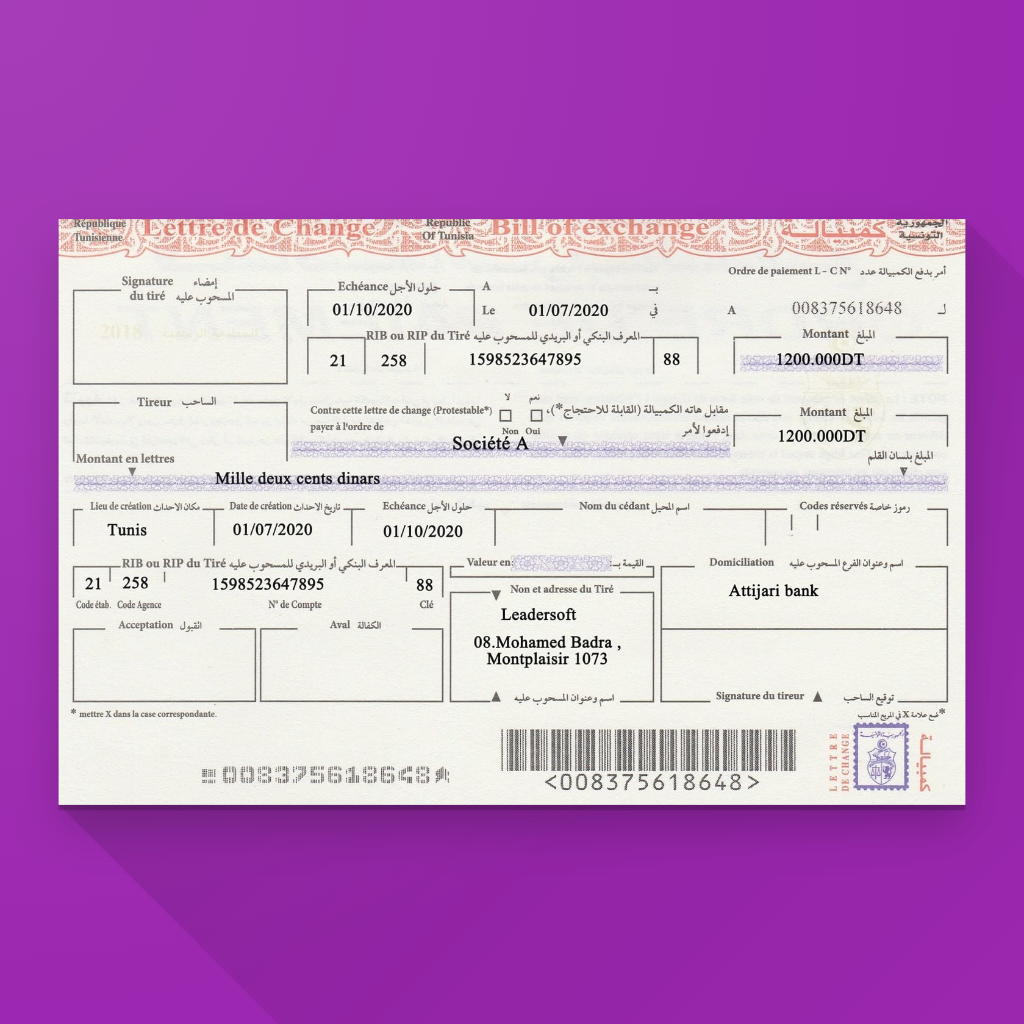 République
Tunisienne
Lettre de Change
Republic
Of Tunisia
Bill of exchange
كمبيالة
الجمهورية
التونسية
Ordre de paiement L - C N° أمر بدفع الكمبيالة عدد
Signature إمضاء
du tiré المسحوب عليه
Echéance حلول الأجل
A بـ
01/10/2020
Le 01/07/2020 في
A 008375618648 لـ
RIB ou RIP du Tiré المعرف البنكي أو البريدي للمسحوب عليه
Montant المبلغ
21 258 1598523647895 88
1200.000DT
Tireur الساحب
لا نعم
Contre cette lettre de change (Protestable*) مقابل هاته الكمبيالة (القابلة للاحتجاج*)،
Non Oui
payer à l'ordre de إدفعوا لأمر
Montant المبلغ
1200.000DT
Société A
Montant en lettres المبلغ بلسان القلم
Mille deux cents dinars
Lieu de création مكان الاحداث
Date de création تاريخ الاحداث
Echéance حلول الأجل
Nom du cédant اسم المحيل
Codes réservés رموز خاصة
Tunis 01/07/2020 01/10/2020
RIB ou RIP du Tiré المعرف البنكي أو البريدي للمسحوب عليه
Valeur en: القيمة بـ:
Domiciliation اسم وعنوان الفرع المسحوب عليه
21 258 1598523647895 88
Code étab. Code Agence N° de Compte Clé
Non et adresse du Tiré
Attijari bank
Leadersoft
08.Mohamed Badra ,
Montplaisir 1073
Acceptation القبول
Aval الكفالة
اسم وعنوان المسحوب عليه
Signature du tireur توقيع الساحب
* mettre X dans la case correspondante.
*ضع علامة X في المربع المناسب
008375618648
<008375618648>
LETTRE
DE CHANGE
كمبيالة